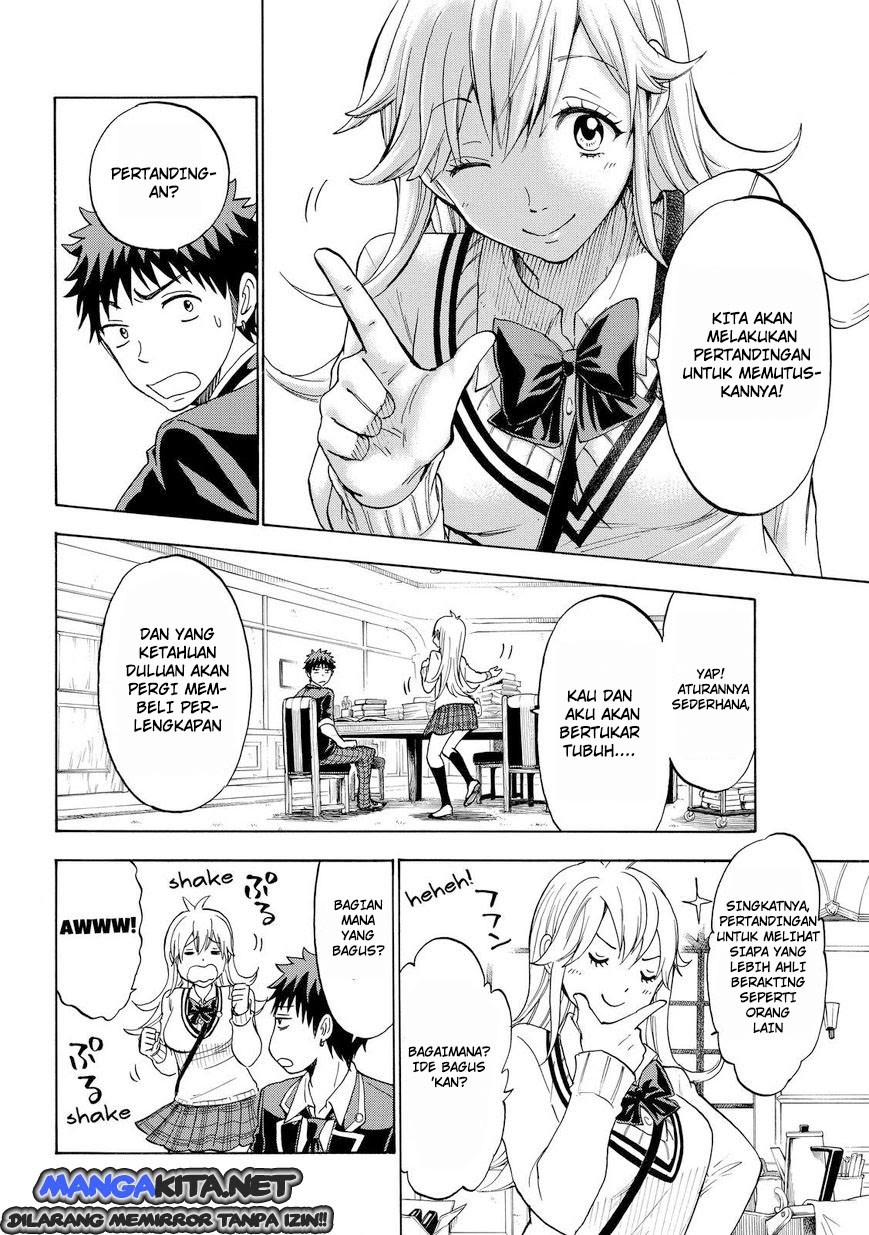 KITA AKAN
MELAKUKAN
PERTANDINGAN
UNTUK MEMUTUS-
KANNYA!
PERTANDING-
AN?
YAP!
ATURANNYA
SEDERHANA,
KAU DAN
AKU AKAN
BERTUKAR
TUBUH....
DAN YANG
KETAHUAN
DULUAN AKAN
PERGI MEM-
BELI PER-
LENGKAPAN
SINGKATNYA,
PERTANDINGAN
UNTUK MELIHAT
SIAPA YANG
LEBIH AHLI
BERAKTING
SEPERTI
ORANG
LAIN
heheh!
フフン
BAGAIMANA?
IDE BAGUS
'KAN?
BAGIAN
MANA
YANG
BAGUS?
shake
ぷる
AWWW!
ぷる
shake
MANGAKITA.NET
DILARANG MEMIRROR TANPA IZIN!!